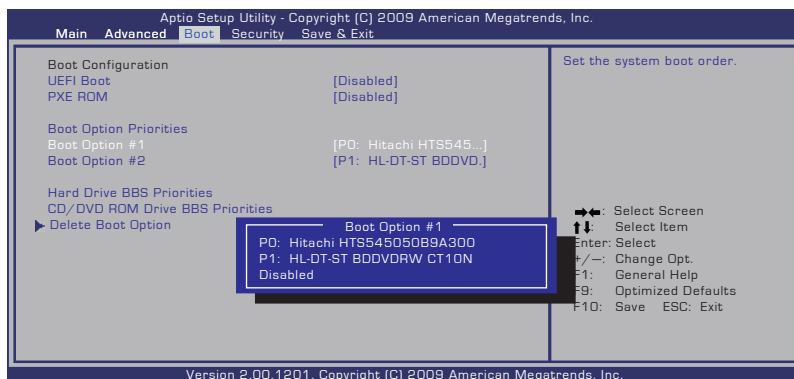 Aptio Setup Utility - Copyright (C) 2009 American Megatrends, Inc.
Main Advanced Boot Security Save & Exit
Boot Configuration
UEFI Boot [Disabled]
PXE ROM [Disabled]
Boot Option Priorities
Boot Option #1 [P0: Hitachi HTS545...]
Boot Option #2 [P1: HL-DT-ST BDDVD.]
Hard Drive BBS Priorities
CD/DVD ROM Drive BBS Priorities
Delete Boot Option
Boot Option #1
P0: Hitachi HTS545050B9A300
P1: HL-DT-ST BDDVDRW CT10N
Disabled
Set the system boot order.
→←: Select Screen
↑↓: Select Item
Enter: Select
+/—: Change Opt.
F1: General Help
F9: Optimized Defaults
F10: Save ESC: Exit
Version 2.00.1201. Copyright (C) 2009 American Megatrends, Inc.